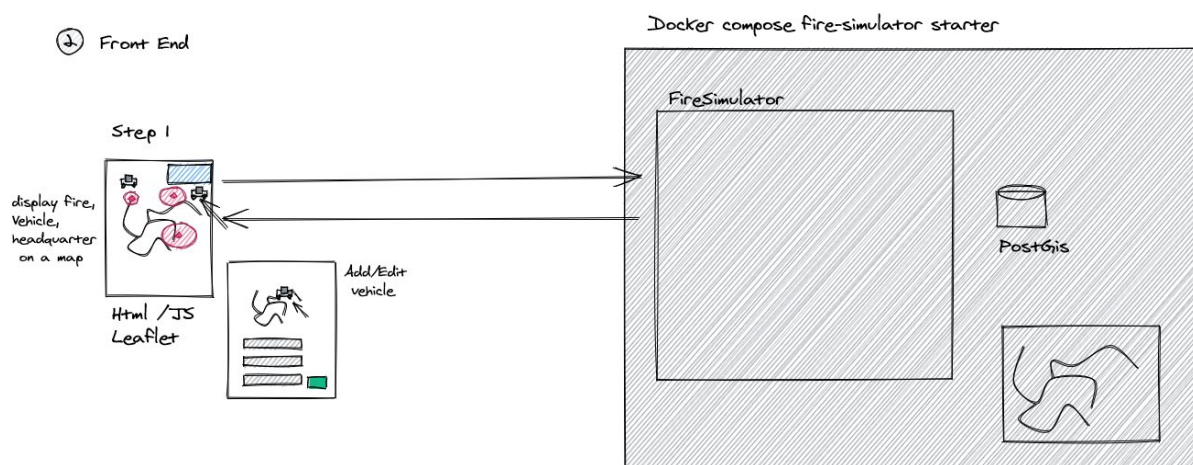 Docker compose fire-simulator starter
2 Front End
FireSimulator
Step 1
display fire,
Vehicle,
headquarter
on a map
PostGis
Add/Edit
vehicle
Html /JS
Leaflet